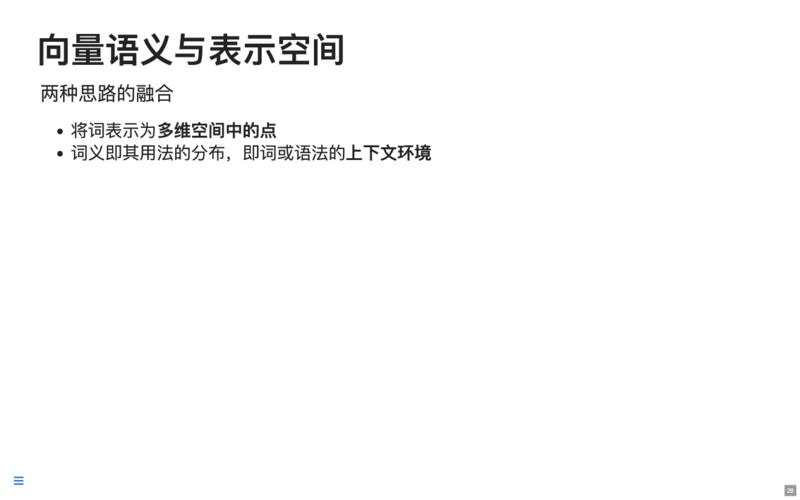 向量语义与表示空间
两种思路的融合
• 将词表示为多维空间中的点
• 词义即其用法的分布，即词或语法的上下文环境
28